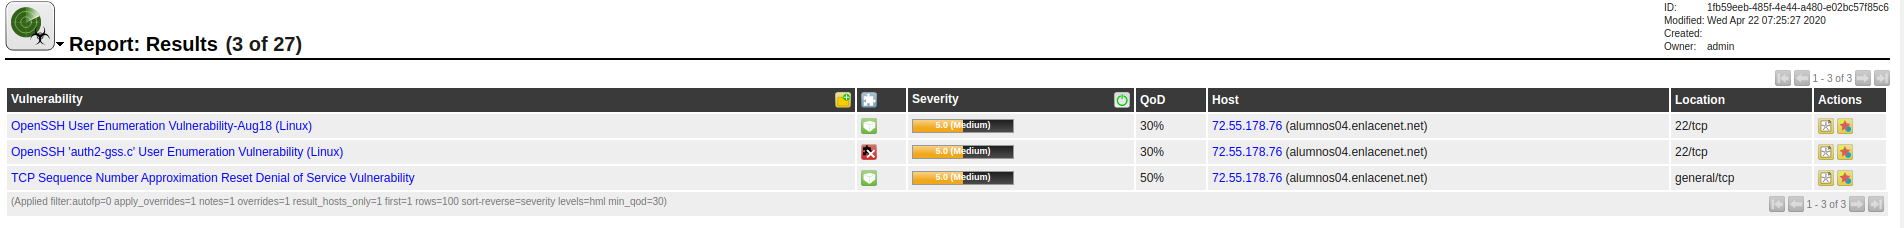 ID: 1fb59eeb-485f-4e44-a480-e02bc57f85c6
Modified: Wed Apr 22 07:25:27 2020
Created:
Owner: admin
Report: Results (3 of 27)
1 - 3 of 3
Vulnerability Severity QoD Host Location Actions
OpenSSH User Enumeration Vulnerability-Aug18 (Linux) 5.0 (Medium) 30% 72.55.178.76 (alumnos04.enlacenet.net) 22/tcp
OpenSSH 'auth2-gss.c' User Enumeration Vulnerability (Linux) 5.0 (Medium) 30% 72.55.178.76 (alumnos04.enlacenet.net) 22/tcp
TCP Sequence Number Approximation Reset Denial of Service Vulnerability 5.0 (Medium) 50% 72.55.178.76 (alumnos04.enlacenet.net) general/tcp
(Applied filter:autofp=0 apply_overrides=1 notes=1 overrides=1 result_hosts_only=1 first=1 rows=100 sort-reverse=severity levels=hml min_qod=30) 1 - 3 of 3